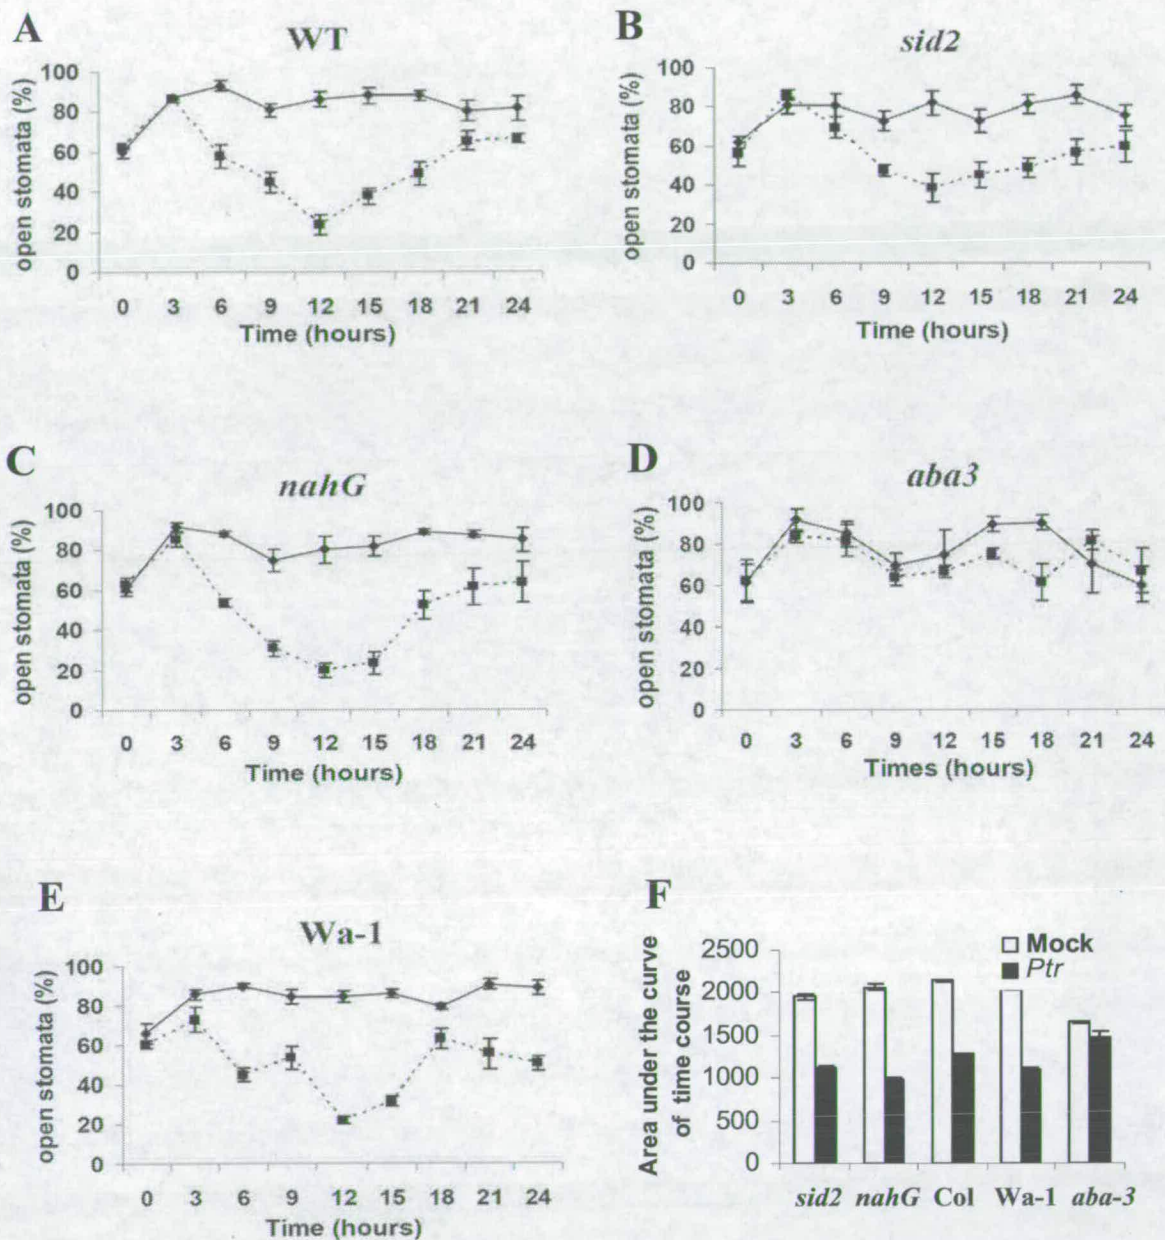 A
WT
open stomata (%)
100
80
60
40
20
0
0 3 6 9 12 15 18 21 24
Time (hours)
B
sid2
open stomata (%)
100
80
60
40
20
0
0 3 6 9 12 15 18 21 24
Time (hours)
C
nahG
open stomata (%)
100
80
60
40
20
0
0 3 6 9 12 15 18 21 24
Time (hours)
D
aba3
open stomata (%)
100
80
60
40
20
0
0 3 6 9 12 15 18 21 24
Times (hours)
E
Wa-1
open stomata (%)
100
80
60
40
20
0
0 3 6 9 12 15 18 21 24
Time (hours)
F
Mock
Ptr
Area under the curve
of time course
2500
2000
1500
1000
500
0
sid2 nahG Col Wa-1 aba-3